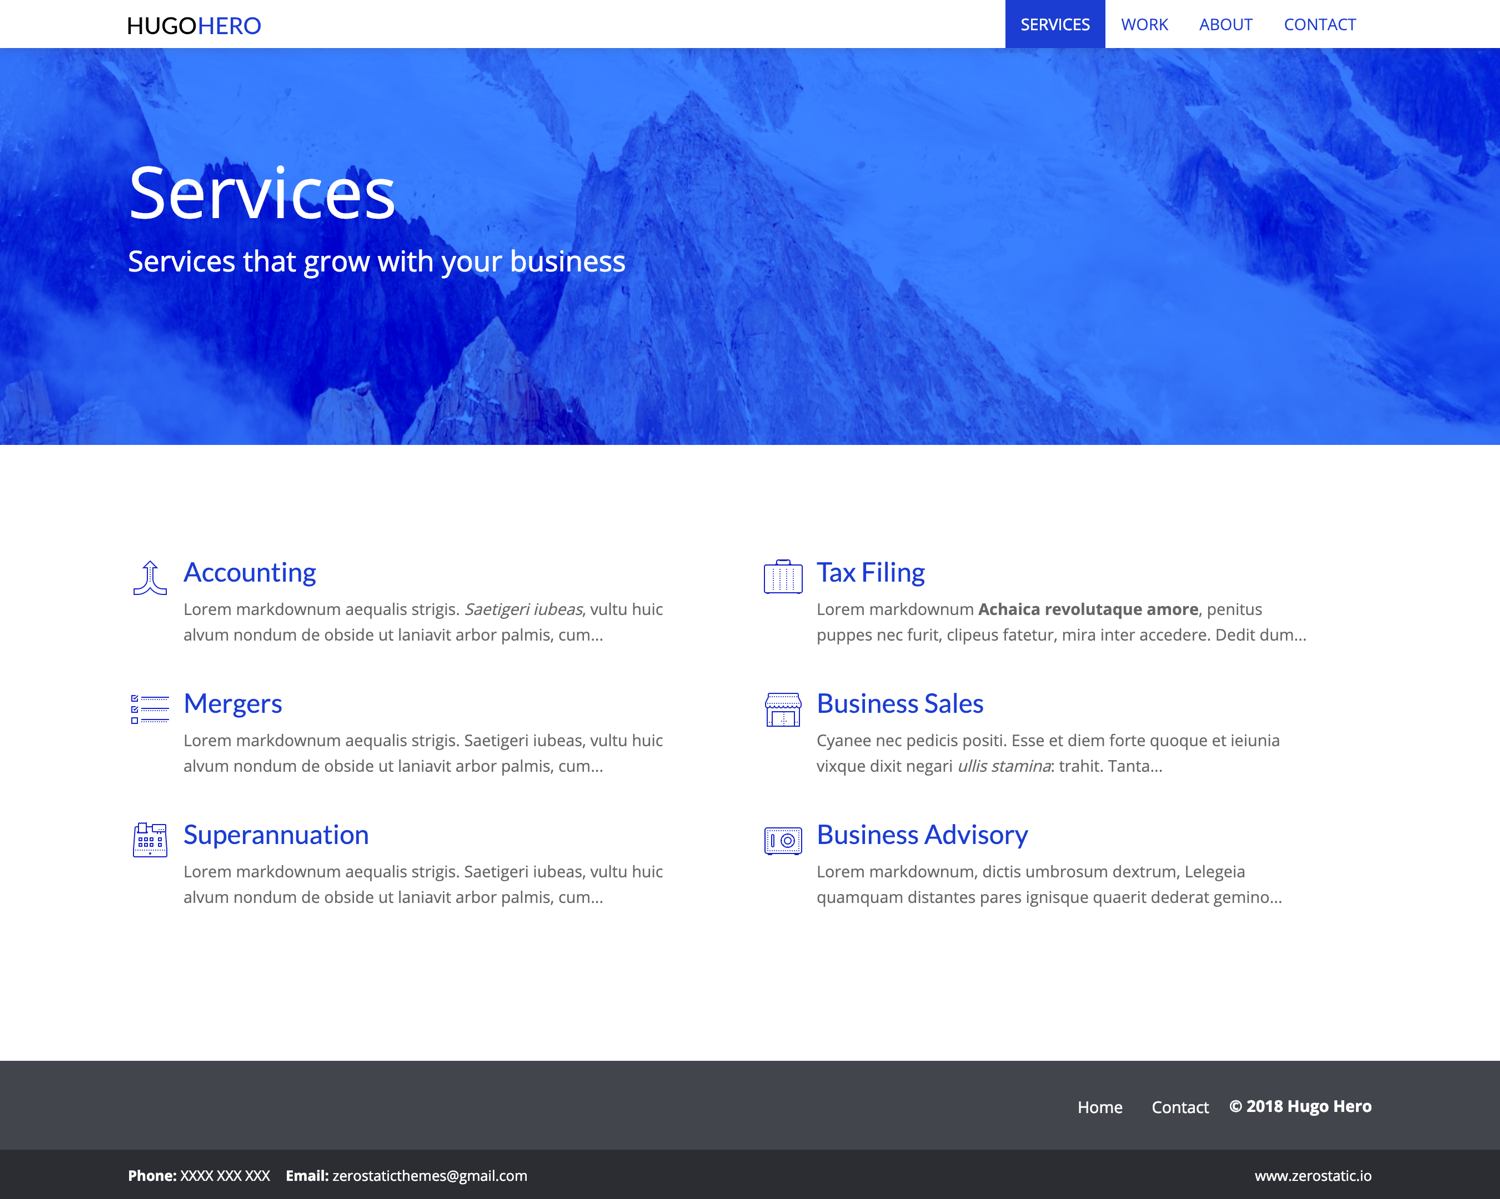 HUGOHERO
SERVICES WORK ABOUT CONTACT
Services
Services that grow with your business
Accounting
Lorem markdownum aequalis strigis. Saetigeri iubeas, vultu huic
alvum nondum de obside ut laniavit arbor palmis, cum...
Tax Filing
Lorem markdownum Achaica revolutaque amore, penitus
puppes nec furit, clipeus fatetur, mira inter accedere. Dedit dum...
Mergers
Lorem markdownum aequalis strigis. Saetigeri iubeas, vultu huic
alvum nondum de obside ut laniavit arbor palmis, cum...
Business Sales
Cyanee nec pedicis positi. Esse et diem forte quoque et ieiunia
vixque dixit negari ullis stamina: trahit. Tanta...
Superannuation
Lorem markdownum aequalis strigis. Saetigeri iubeas, vultu huic
alvum nondum de obside ut laniavit arbor palmis, cum...
Business Advisory
Lorem markdownum, dictis umbrosum dextrum, Lelegeia
quamquam distantes pares ignisque quaerit dederat gemino...
Home Contact © 2018 Hugo Hero
Phone: XXXX XXX XXX Email: zerostaticthemes@gmail.com www.zerostatic.io